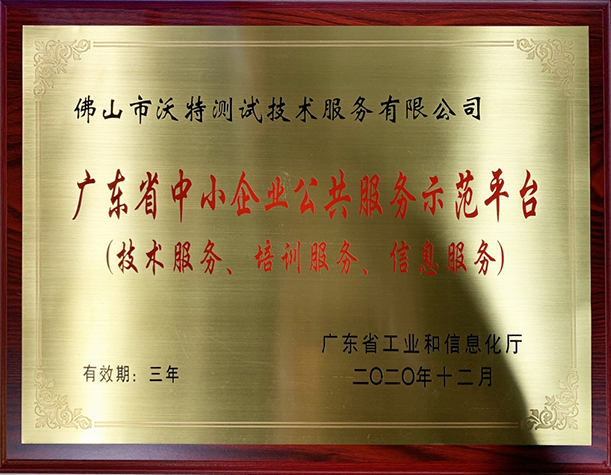 佛山市沃特测试技术服务有限公司
广东省中小企业公共服务示范平台
(技术服务、培训服务、信息服务)
广东省工业和信息化厅
有效期：三年
二〇二〇年十二月